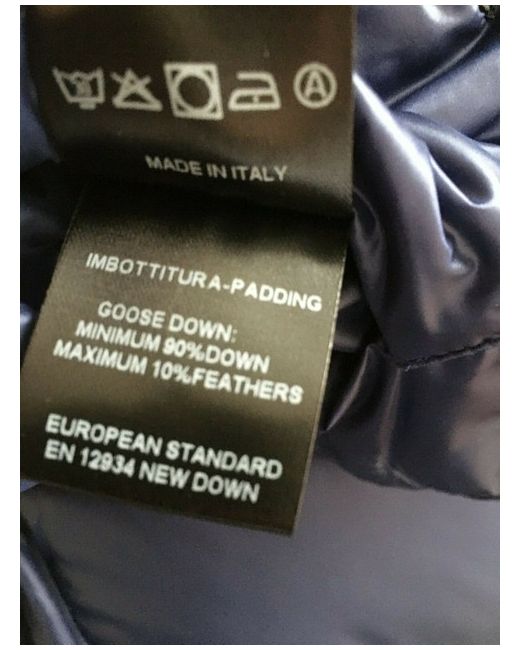 A
MADE IN ITALY
IMBOTTITURA-PADDING
GOOSE DOWN:
MINIMUM 90%DOWN
MAXIMUM 10%FEATHERS
EUROPEAN STANDARD
EN 12934 NEW DOWN